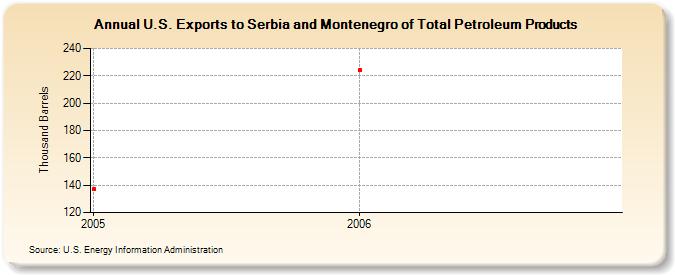 Annual U.S. Exports to Serbia and Montenegro of Total Petroleum Products
Thousand Barrels
240
220
200
180
160
140
120
2005 2006
Source: U.S. Energy Information Administration